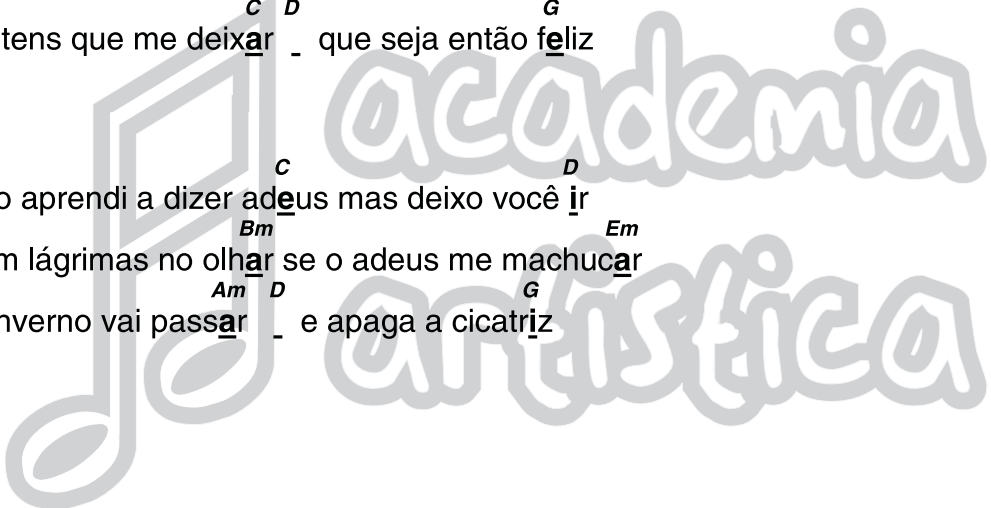 C D G
tens que me deixar _ que seja então feliz
C D
o aprendi a dizer adeus mas deixo você ir
Bm Em
m lágrimas no olhar se o adeus me machucar
Am D G
nverno vai passar _ e apaga a cicatriz
academia
artistica